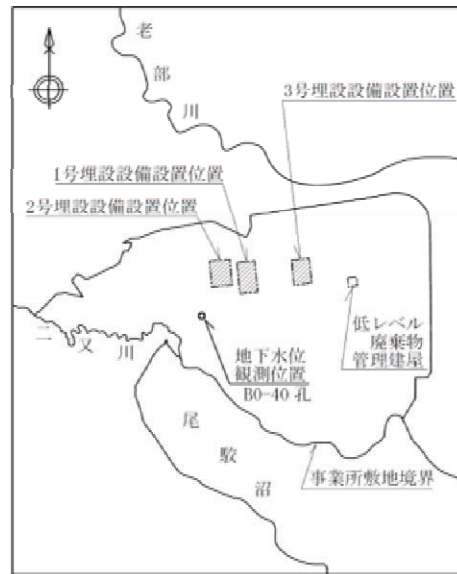 老部川
3号埋設設備設置位置
1号埋設設備設置位置
2号埋設設備設置位置
低レベル
廃棄物
管理建屋
二又川
地下水位
観測位置
B0-40 孔
尾駮沼
事業所敷地境界